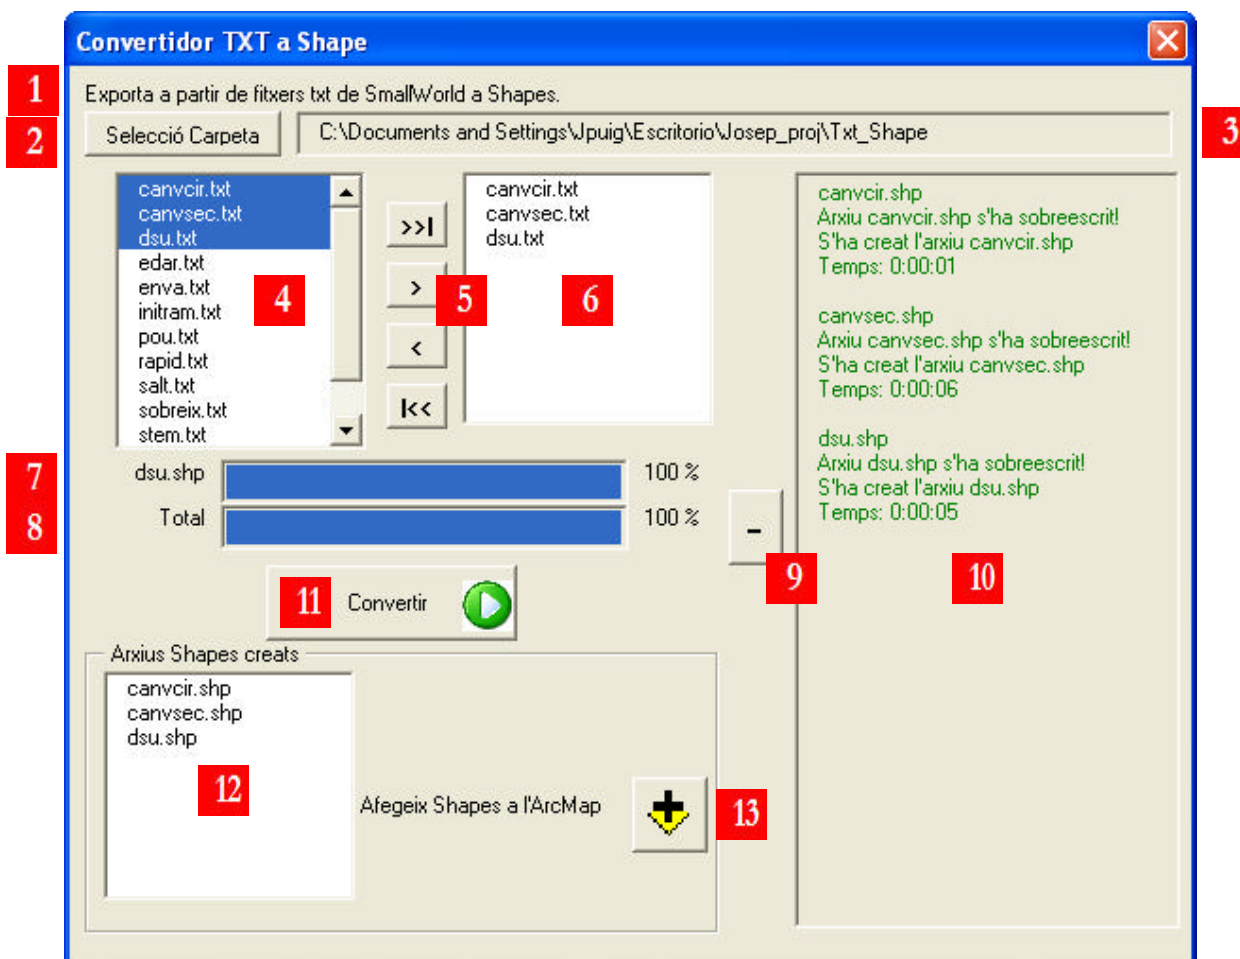 Convertidor TXT a Shape
1
Exporta a partir de fitxers txt de SmallWorld a Shapes.
2
Selecció Carpeta
C:\Documents and Settings\Jpuig\Escritorio\Josep_proj\Txt_Shape
3
canvcir.txt
canvsec.txt
dsu.txt
edar.txt
enva.txt
initram.txt
pou.txt
rapid.txt
salt.txt
sobreix.txt
stem.txt
4
>>I
>
<
I<<
5
canvcir.txt
canvsec.txt
dsu.txt
6
canvcir.shp
Arxiu canvcir.shp s'ha sobreescrit!
S'ha creat l'arxiu canvcir.shp
Temps: 0:00:01
canvsec.shp
Arxiu canvsec.shp s'ha sobreescrit!
S'ha creat l'arxiu canvsec.shp
Temps: 0:00:06
dsu.shp
Arxiu dsu.shp s'ha sobreescrit!
S'ha creat l'arxiu dsu.shp
Temps: 0:00:05
10
7
dsu.shp
100 %
8
Total
100 %
-
9
11
Convertir
Arxius Shapes creats
canvcir.shp
canvsec.shp
dsu.shp
12
Afegeix Shapes a l'ArcMap
13